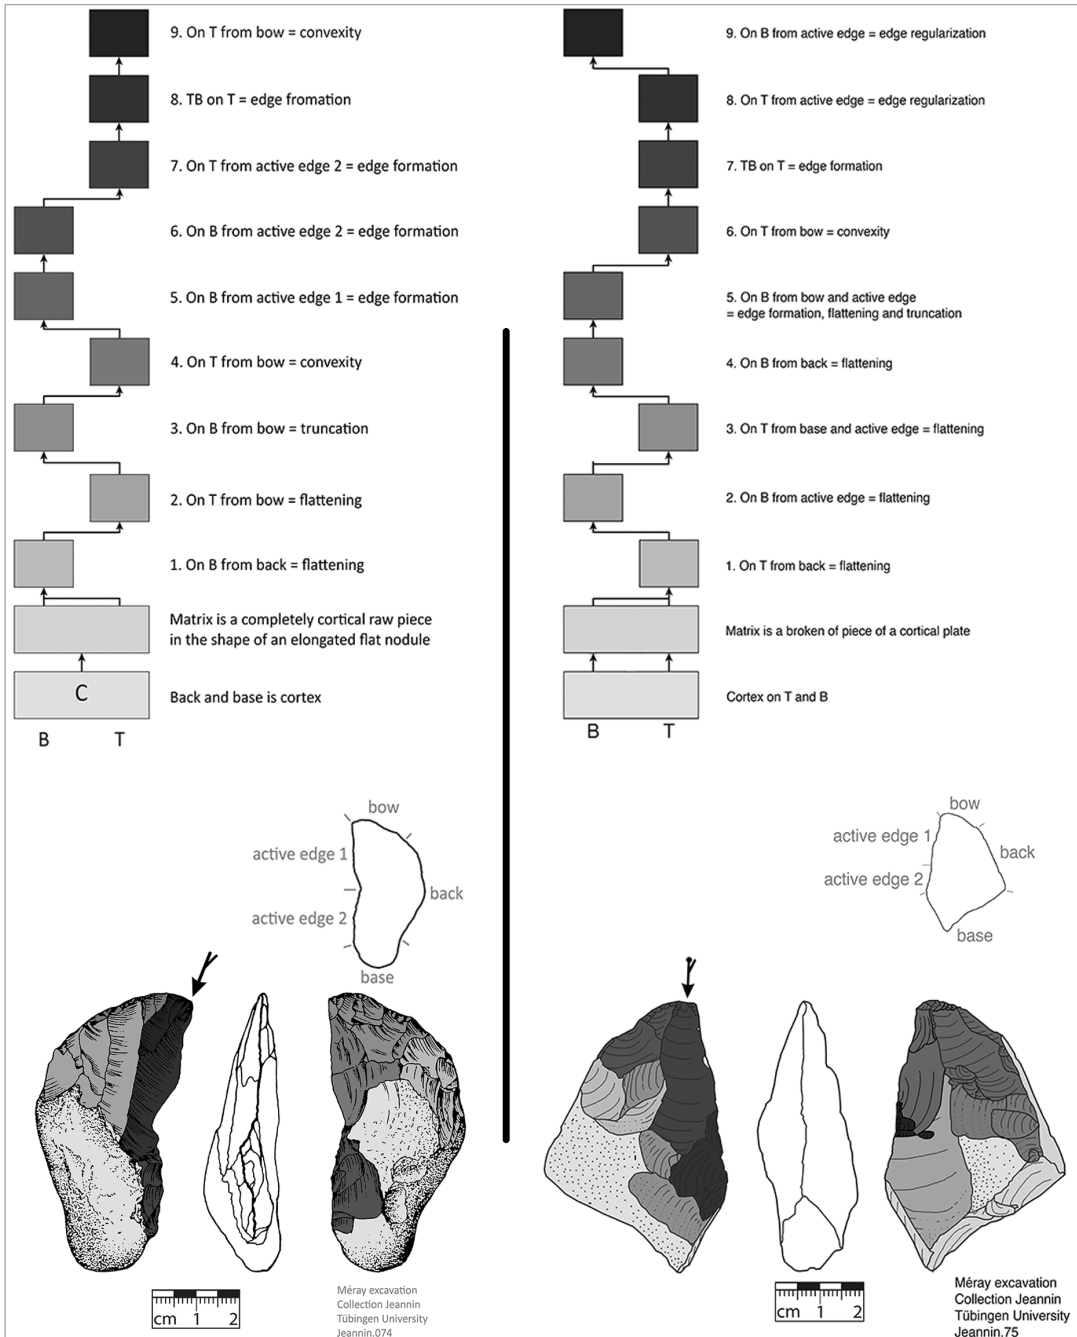 9. On T from bow = convexity
8. TB on T = edge fromation
7. On T from active edge 2 = edge formation
6. On B from active edge 2 = edge formation
5. On B from active edge 1 = edge formation
4. On T from bow = convexity
3. On B from bow = truncation
2. On T from bow = flattening
1. On B from back = flattening
Matrix is a completely cortical raw piece
in the shape of an elongated flat nodule
C
Back and base is cortex
B T
bow
active edge 1
back
active edge 2
base
cm 1 2
Méray excavation
Collection Jeannin
Tübingen University
Jeannin.074
9. On B from active edge = edge regularization
8. On T from active edge = edge regularization
7. TB on T = edge formation
6. On T from bow = convexity
5. On B from bow and active edge
= edge formation, flattening and truncation
4. On B from back = flattening
3. On T from base and active edge = flattening
2. On B from active edge = flattening
1. On T from back = flattening
Matrix is a broken of piece of a cortical plate
Cortex on T and B
B T
bow
active edge 1
back
active edge 2
base
cm 1 2
Méray excavation
Collection Jeannin
Tübingen University
Jeannin.75